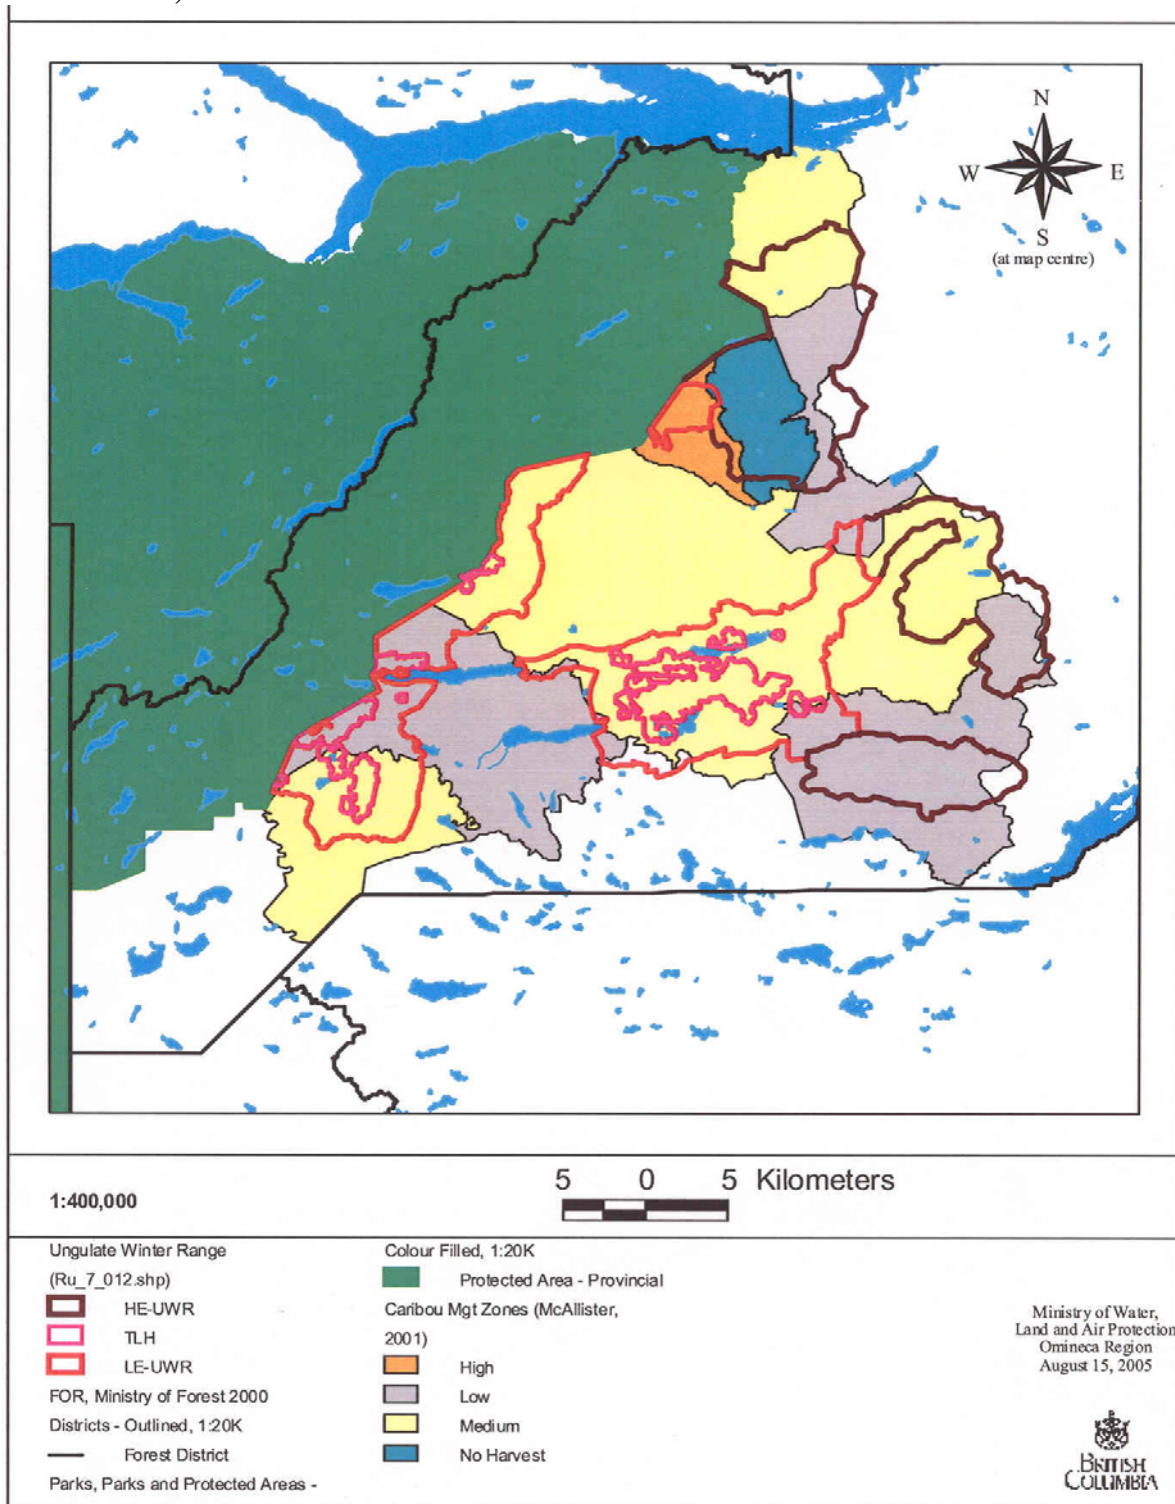 N
W E
S
(at map centre)
5 0 5 Kilometers
1:400,000
Ungulate Winter Range
(Ru_7_012.shp)
HE-UWR
TLH
LE-UWR
FOR, Ministry of Forest 2000
Districts - Outlined, 1:20K
Forest District
Parks, Parks and Protected Areas -
Colour Filled, 1:20K
Protected Area - Provincial
Caribou Mgt Zones (McAllister,
2001)
High
Low
Medium
No Harvest
Ministry of Water,
Land and Air Protection
Omineca Region
August 15, 2005
BRITISH
COLUMBIA